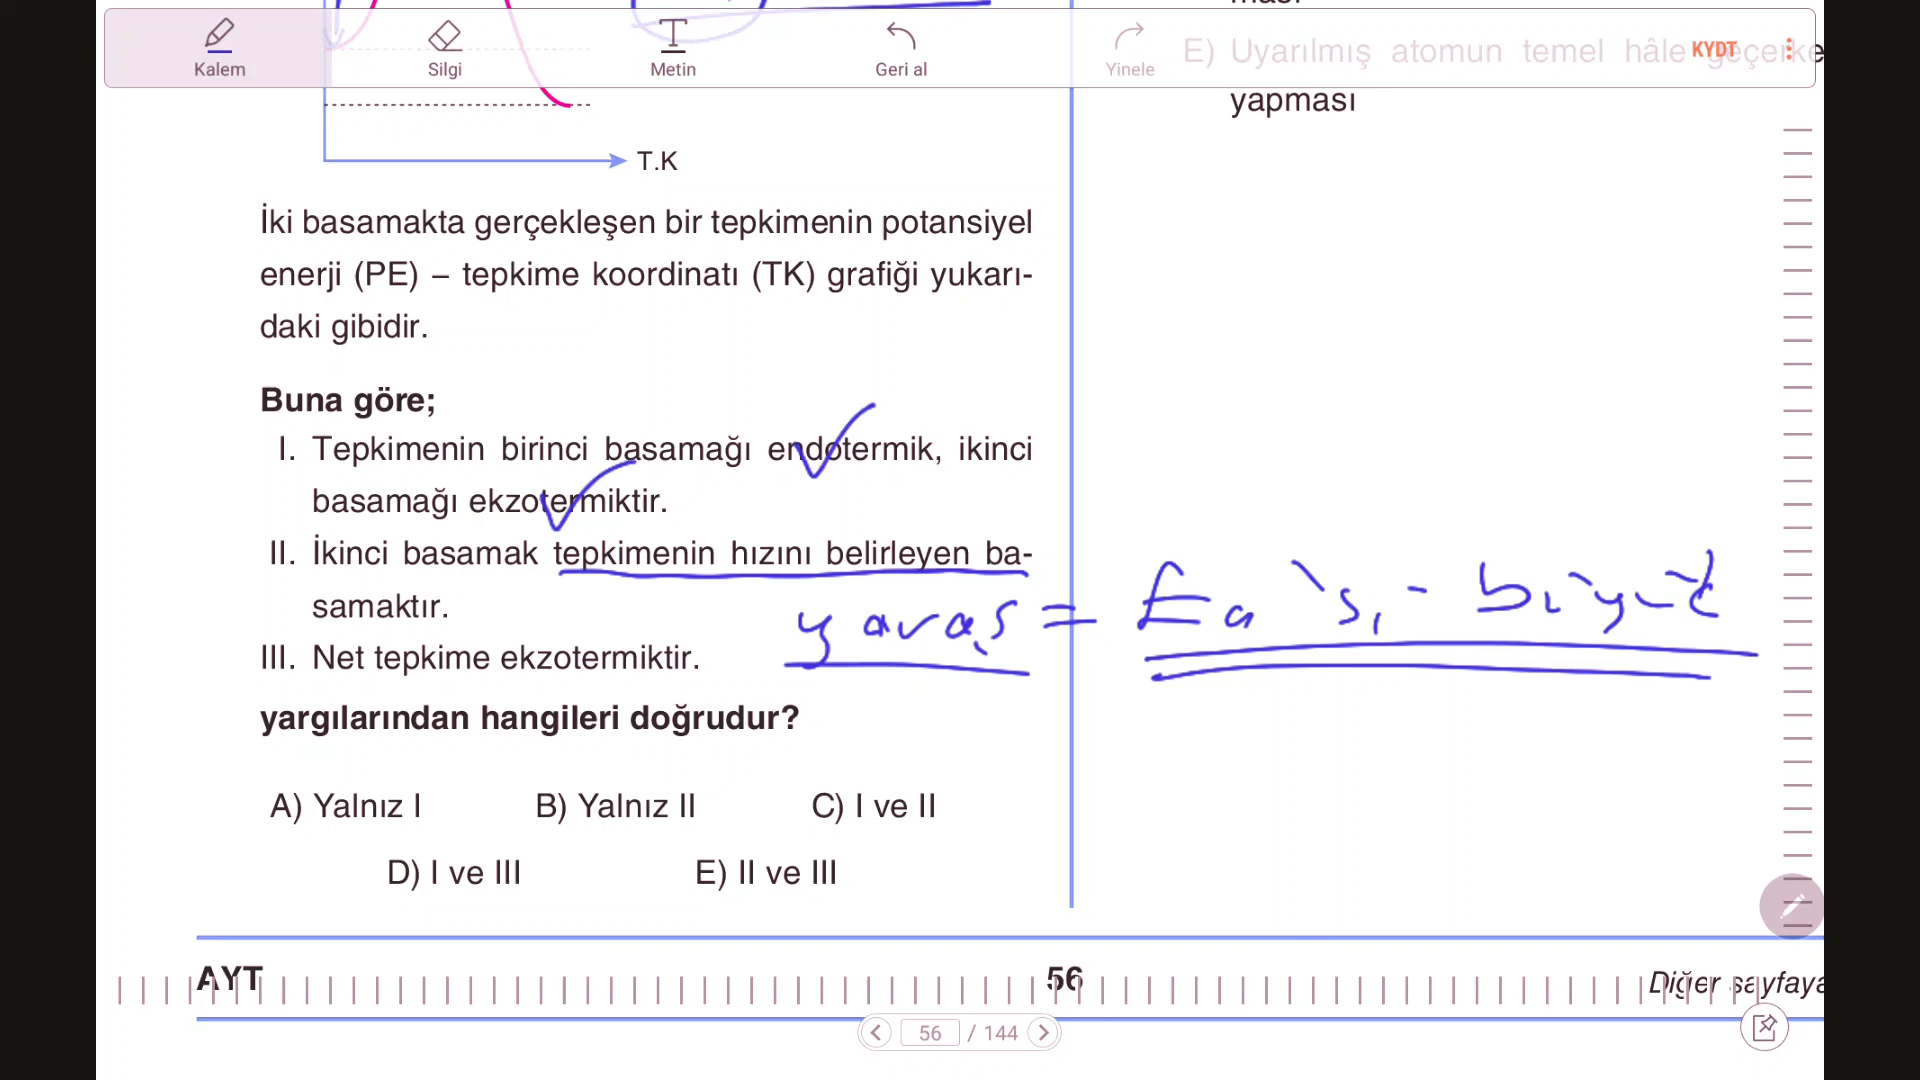 Kalem
Silgi
Metin
Geri al
Yinele
KYDT
T.K
İki basamakta gerçekleşen bir tepkimenin potansiyel
enerji (PE) – tepkime koordinatı (TK) grafiği yukarı-
daki gibidir.
Buna göre;
I. Tepkimenin birinci basamağı endotermik, ikinci
basamağı ekzotermiktir.
II. İkinci basamak tepkimenin hızını belirleyen ba-
samaktır.
III. Net tepkime ekzotermiktir.
yargılarından hangileri doğrudur?
A) Yalnız I B) Yalnız II C) I ve II
D) I ve III E) II ve III
E) Uyarılmış atomun temel hâle geçerke
yapması
yavaş = Ea'sı büyük
AYT 56 Diğer sayfaya
56 / 144